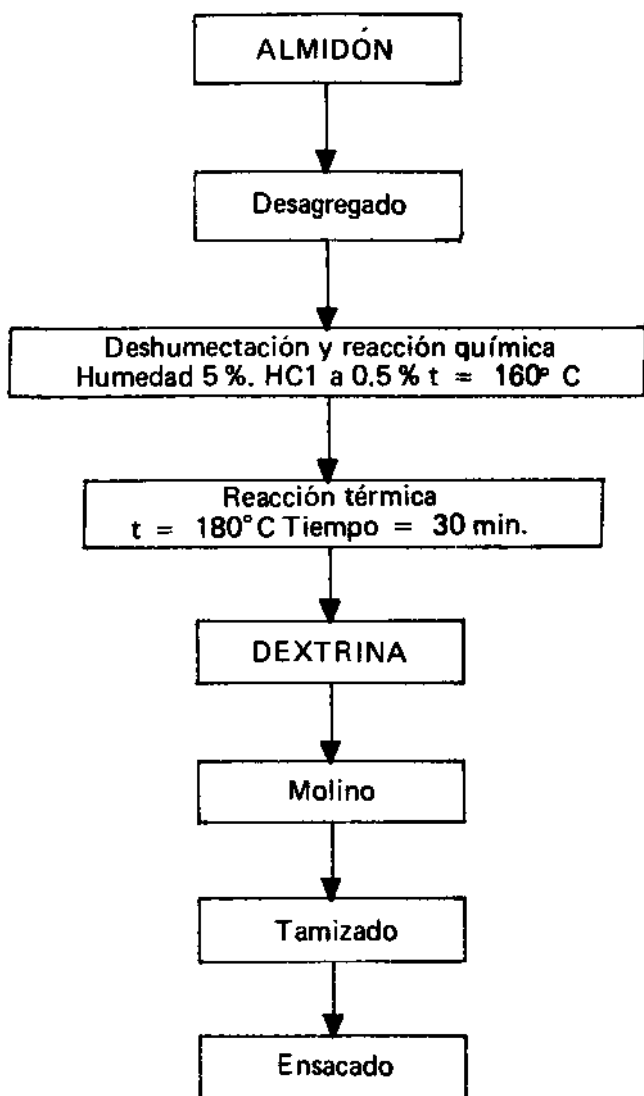 ALMIDÓN
Desagregado
Deshumectación y reacción química
Humedad 5 %. HC1 a 0.5 % t = 160º C
Reacción térmica
t = 180°C Tiempo = 30 min.
DEXTRINA
Molino
Tamizado
Ensacado